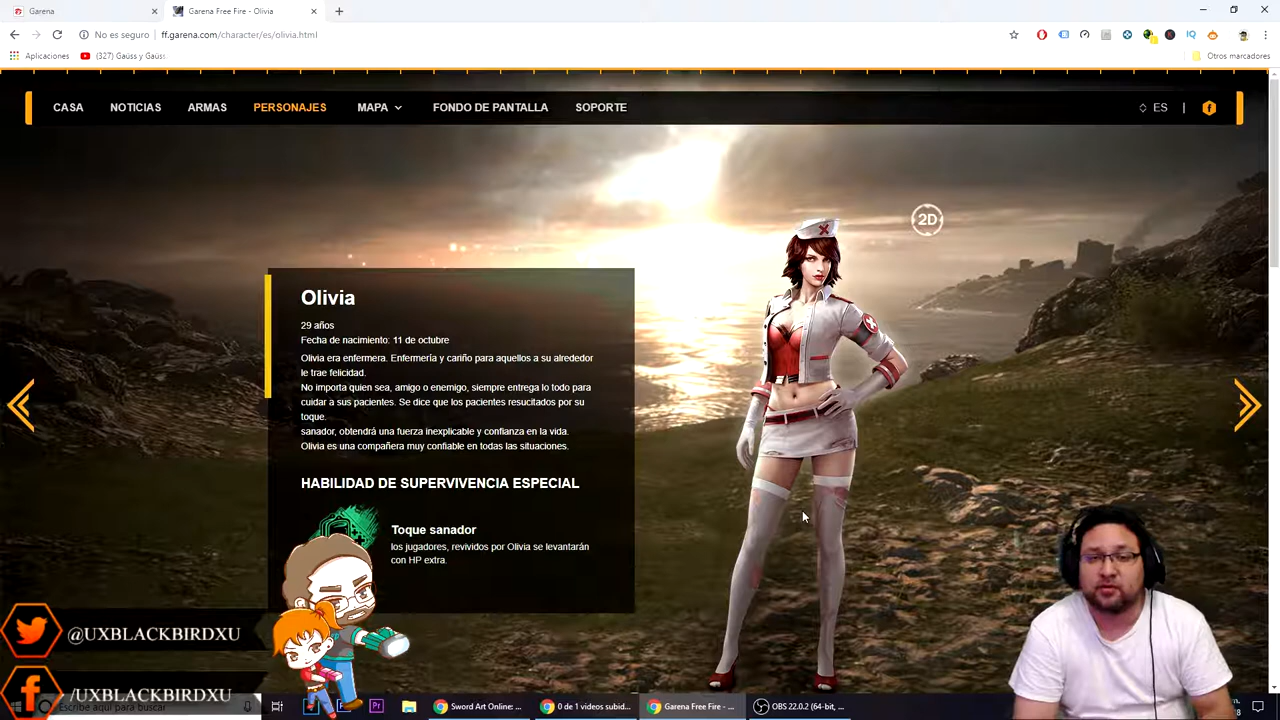 Garena
Garena Free Fire - Olivia
No es seguro | ff.garena.com/character/es/olivia.html
Aplicaciones
(327) Gaüss y Gaüss
Otros marcadores
CASA NOTICIAS ARMAS PERSONAJES MAPA FONDO DE PANTALLA SOPORTE
ES |
2D
Olivia
29 años
Fecha de nacimiento: 11 de octubre
Olivia era enfermera. Enfermería y cariño para aquellos a su alrededor
le trae felicidad.
No importa quien sea, amigo o enemigo, siempre entrega lo todo para
cuidar a sus pacientes. Se dice que los pacientes resucitados por su
toque.
sanador, obtendrá una fuerza inexplicable y confianza en la vida.
Olivia es una compañera muy confiable en todas las situaciones.
HABILIDAD DE SUPERVIVENCIA ESPECIAL
Toque sanador
los jugadores, revividos por Olivia se levantarán
con HP extra.
@UXBLACKBIRDXU
/UXBLACKBIRDXU
Escribe aquí para buscar
Sword Art Online: ...
0 de 1 videos subid...
Garena Free Fire - ...
OBS 22.0.2 (64-bit, ...